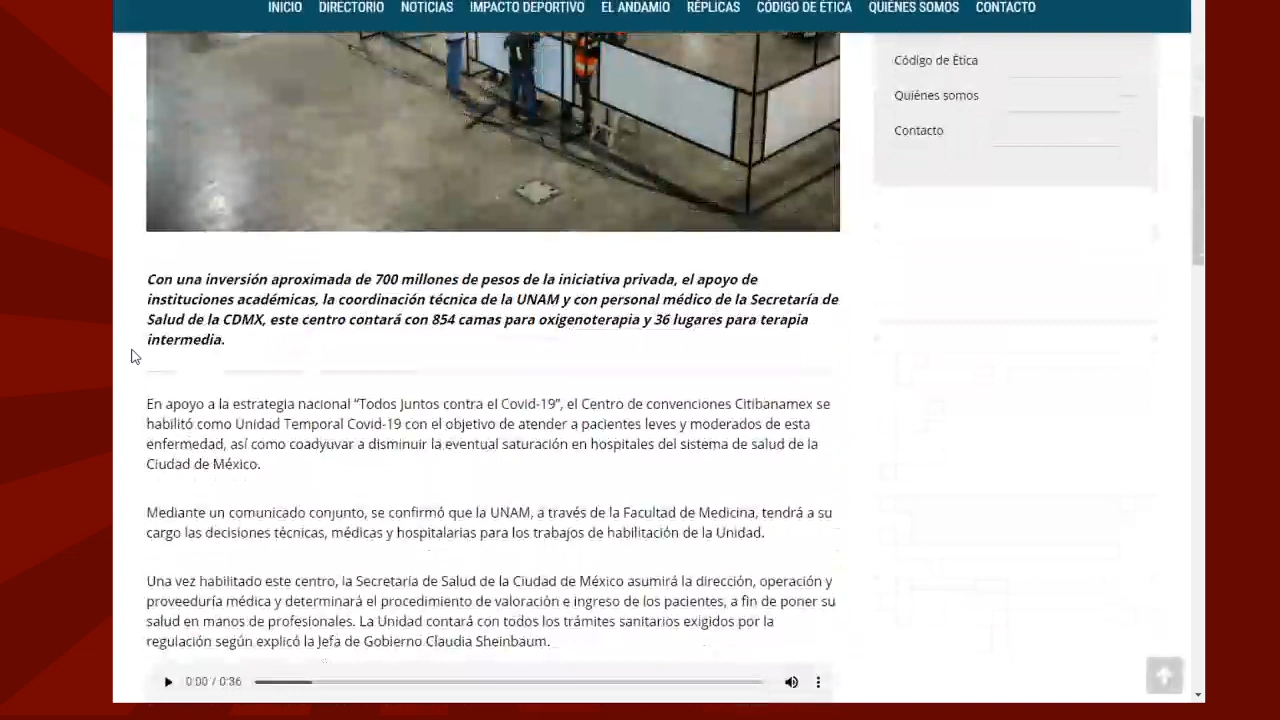 INICIO DIRECTORIO NOTICIAS IMPACTO DEPORTIVO EL ANDAMIO RÉPLICAS CÓDIGO DE ÉTICA QUIÉNES SOMOS CONTACTO
Código de Ética
Quiénes somos
Contacto
Con una inversión aproximada de 700 millones de pesos de la iniciativa privada, el apoyo de
instituciones académicas, la coordinación técnica de la UNAM y con personal médico de la Secretaría de
Salud de la CDMX, este centro contará con 854 camas para oxigenoterapia y 36 lugares para terapia
intermedia.
En apoyo a la estrategia nacional “Todos Juntos contra el Covid-19”, el Centro de convenciones Citibanamex se
habilitó como Unidad Temporal Covid-19 con el objetivo de atender a pacientes leves y moderados de esta
enfermedad, así como coadyuvar a disminuir la eventual saturación en hospitales del sistema de salud de la
Ciudad de México.
Mediante un comunicado conjunto, se confirmó que la UNAM, a través de la Facultad de Medicina, tendrá a su
cargo las decisiones técnicas, médicas y hospitalarias para los trabajos de habilitación de la Unidad.
Una vez habilitado este centro, la Secretaría de Salud de la Ciudad de México asumirá la dirección, operación y
proveeduría médica y determinará el procedimiento de valoración e ingreso de los pacientes, a fin de poner su
salud en manos de profesionales. La Unidad contará con todos los trámites sanitarios exigidos por la
regulación según explicó la Jefa de Gobierno Claudia Sheinbaum.
0:00 / 0:36